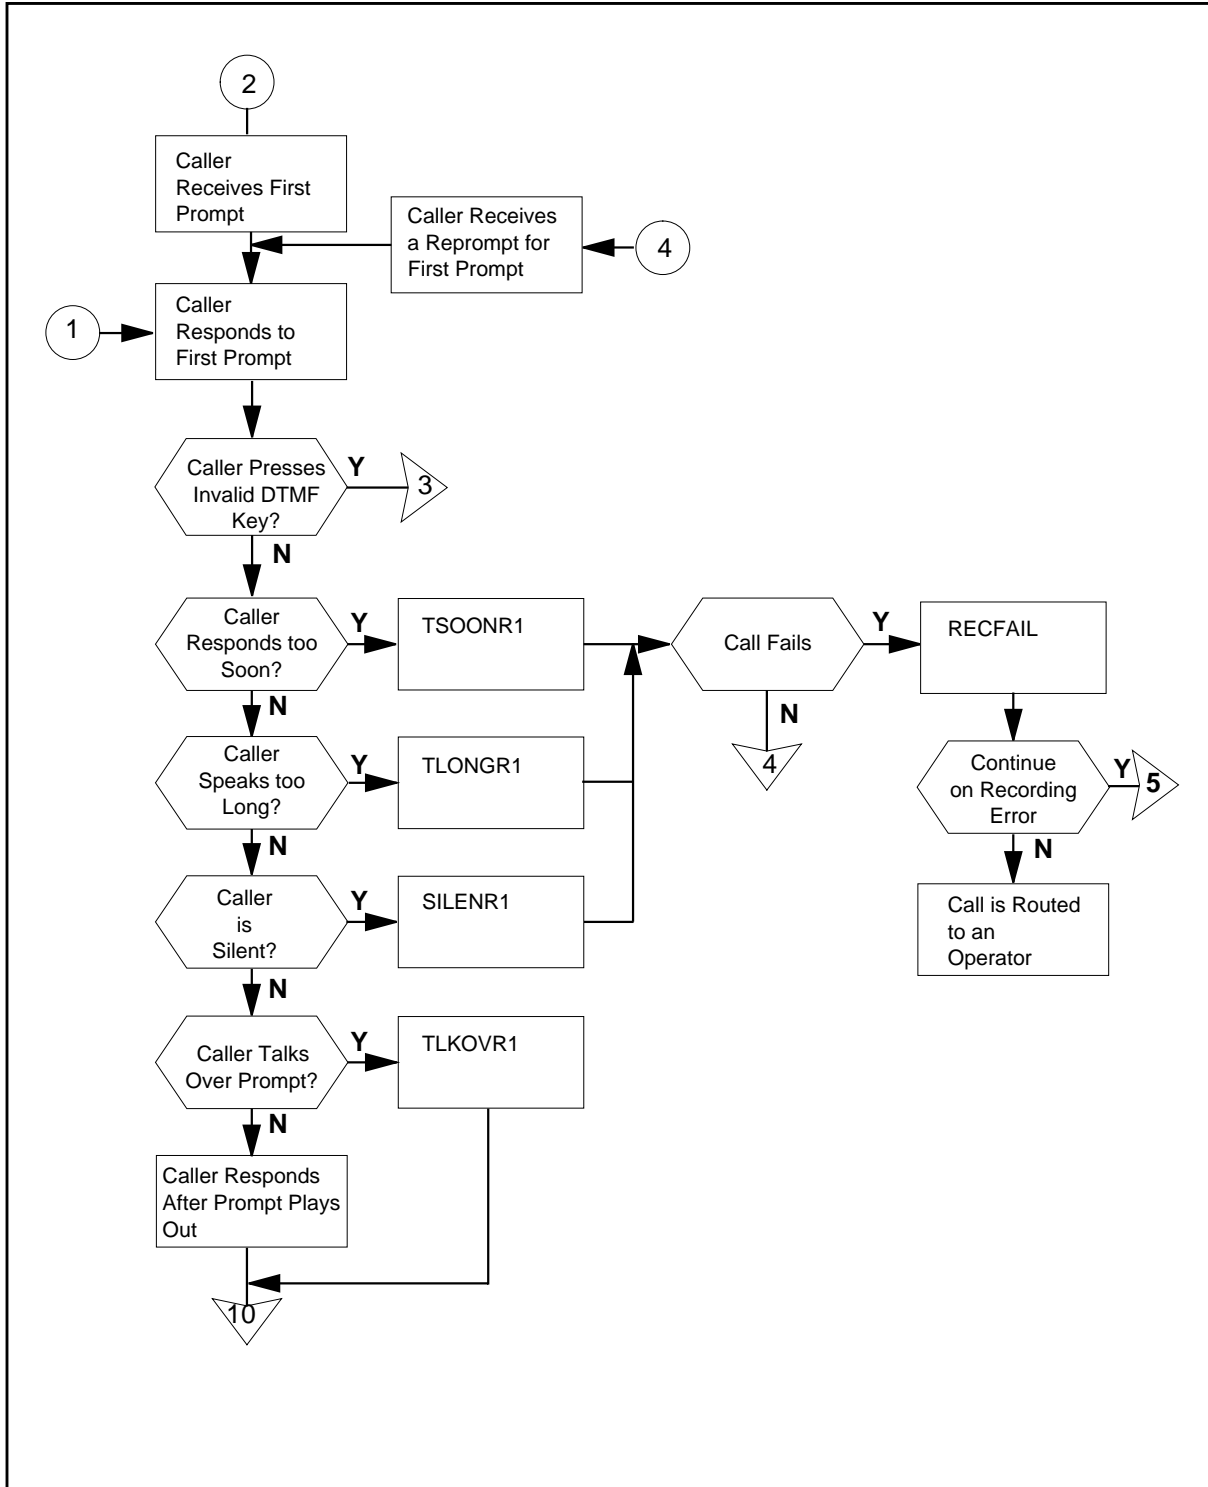 2
Caller
Receives First
Prompt
Caller Receives
a Reprompt for
First Prompt
4
1
Caller
Responds to
First Prompt
Caller Presses
Invalid DTMF
Key?
Y
3
N
Caller
Responds too
Soon?
Y
TSOONR1
Call Fails
Y
RECFAIL
N
N
4
Caller
Speaks too
Long?
Y
TLONGR1
Continue
on Recording
Error
Y
5
N
N
Caller
is
Silent?
Y
SILENR1
Call is Routed
to an
Operator
N
Caller Talks
Over Prompt?
Y
TLKOVR1
N
Caller Responds
After Prompt Plays
Out
10